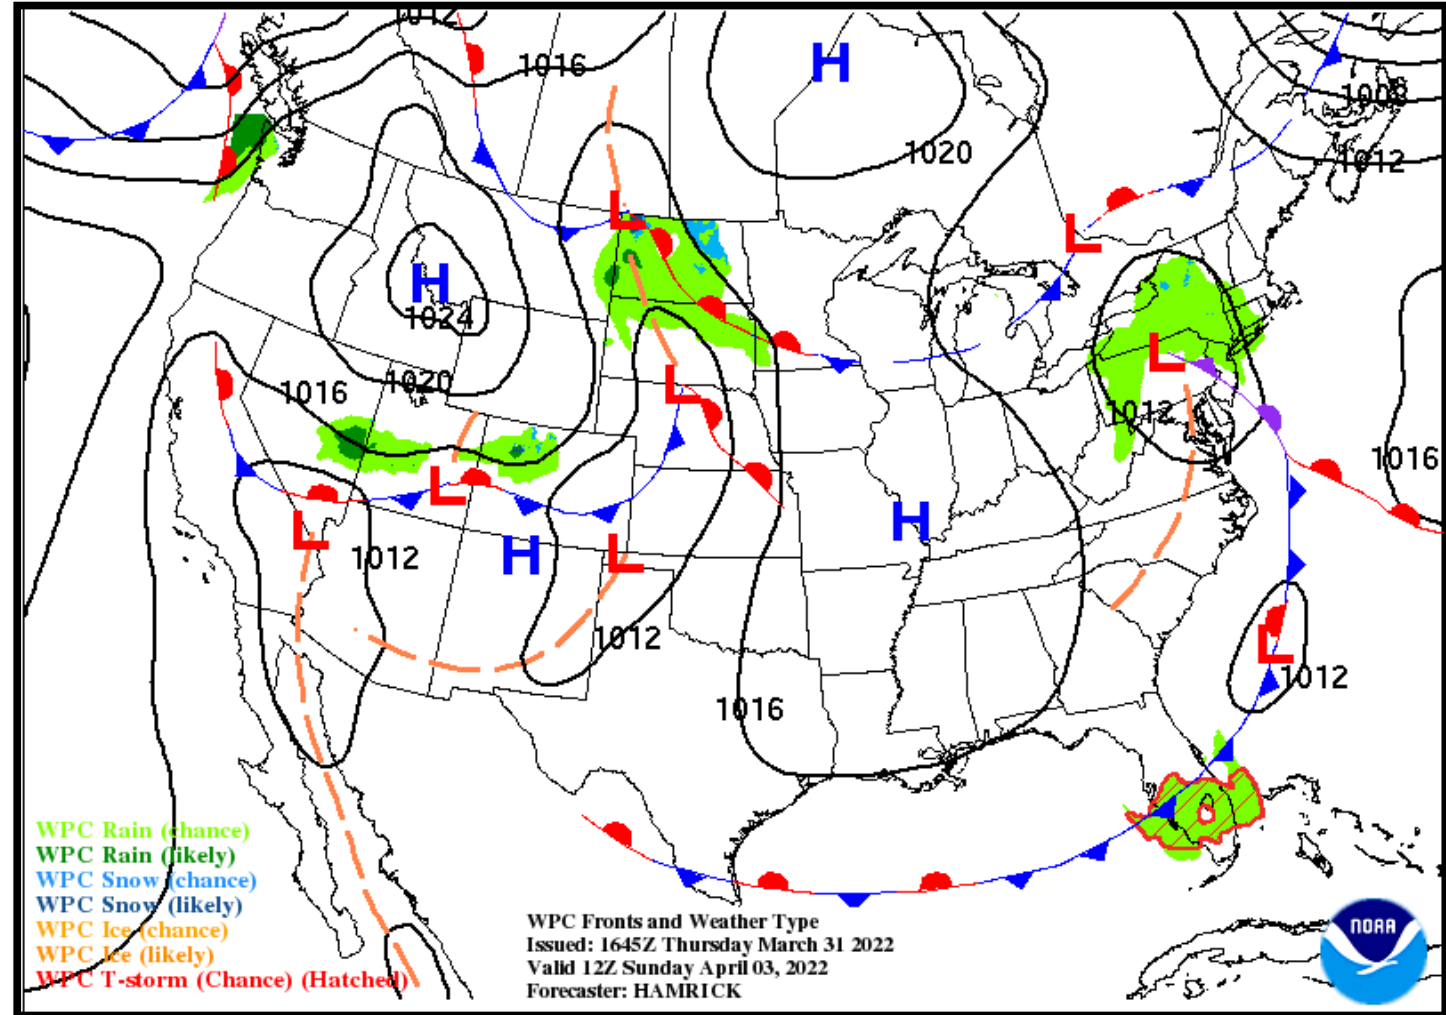 1012
1016
H
1008
1020
1012
L
L
H
1024
L
1020
1016
L
1012
1016
L
H
L
H
L
1012
1012
L
1012
1016
WPC Rain (chance)
WPC Rain (likely)
WPC Snow (chance)
WPC Snow (likely)
WPC Ice (chance)
WPC Ice (likely)
WPC T-storm (Chance) (Hatched)
WPC Fronts and Weather Type
Issued: 1645Z Thursday March 31 2022
Valid 12Z Sunday April 03, 2022
Forecaster: HAMRICK
NOAA